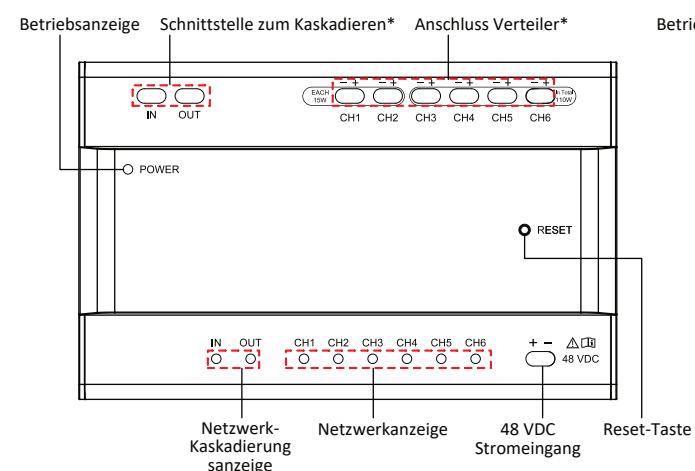 Betriebsanzeige Schnittstelle zum Kaskadieren* Anschluss Verteiler* Betrie
− + − + − + − + − + − +
EACH 15W
In Total 110W
IN OUT CH1 CH2 CH3 CH4 CH5 CH6
POWER
RESET
IN OUT CH1 CH2 CH3 CH4 CH5 CH6 + −
48 VDC
Netzwerk-
Kaskadierung
sanzeige
Netzwerkanzeige
48 VDC
Stromeingang
Reset-Taste